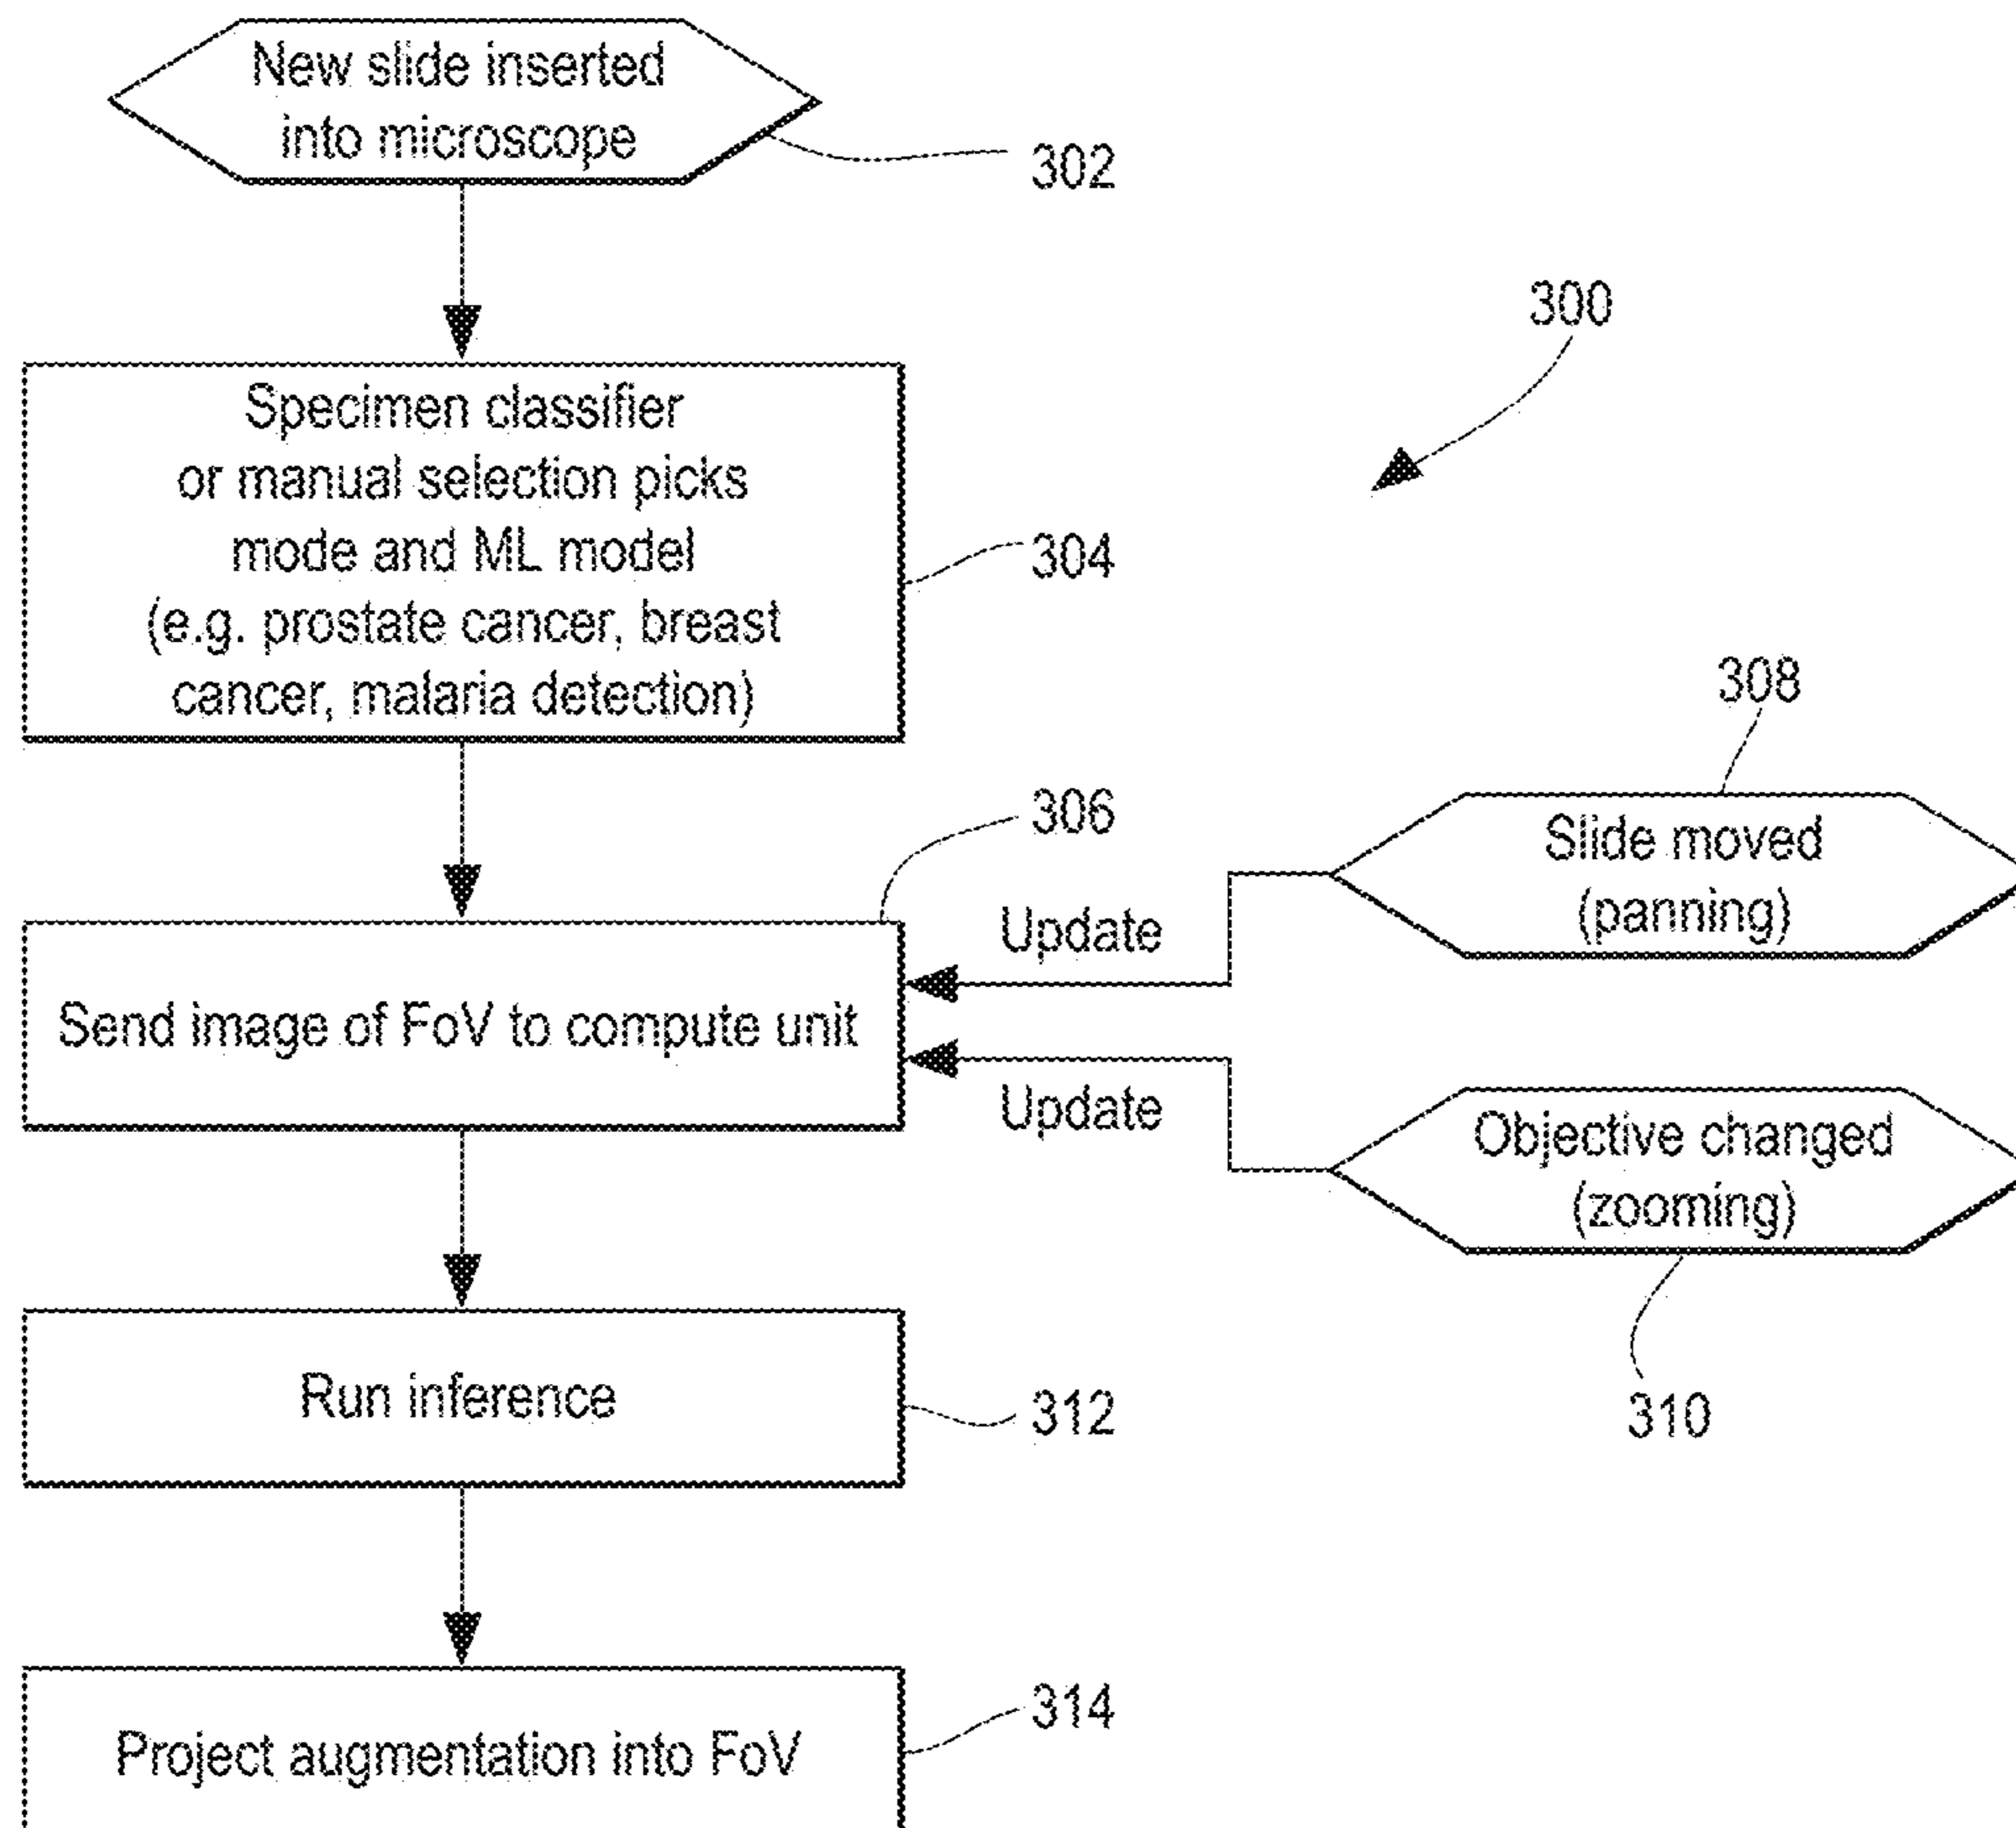 New slide inserted
into microscope
302
300
Specimen classifier
or manual selection picks
mode and ML model
(e.g. prostate cancer, breast
cancer, malaria detection)
304
308
306
Slide moved
(panning)
Update
Send image of FoV to compute unit
Update
Objective changed
(zooming)
310
Run inference
312
Project augmentation into FoV
314